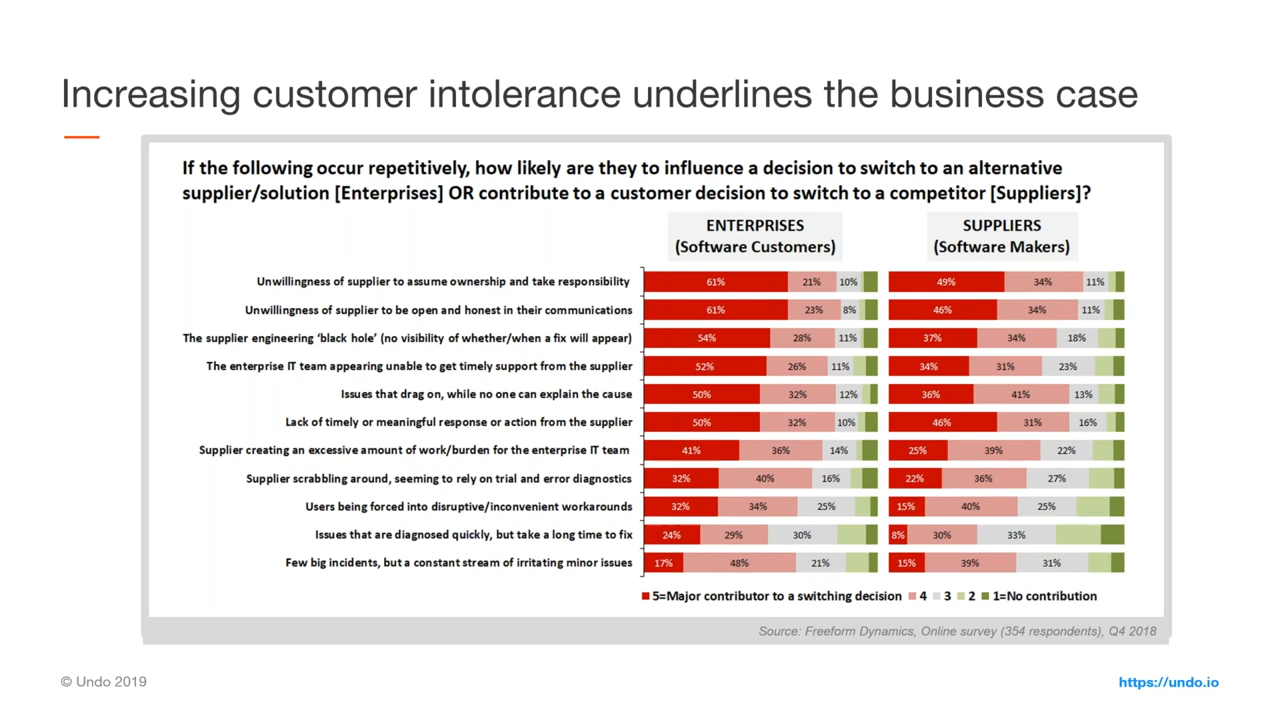 Increasing customer intolerance underlines the business case
If the following occur repetitively, how likely are they to influence a decision to switch to an alternative
supplier/solution [Enterprises] OR contribute to a customer decision to switch to a competitor [Suppliers]?
ENTERPRISES
(Software Customers)
SUPPLIERS
(Software Makers)
Unwillingness of supplier to assume ownership and take responsibility 61% 21% 10% 49% 34% 11%
Unwillingness of supplier to be open and honest in their communications 61% 23% 8% 46% 34% 11%
The supplier engineering ‘black hole’ (no visibility of whether/when a fix will appear) 54% 28% 11% 37% 34% 18%
The enterprise IT team appearing unable to get timely support from the supplier 52% 26% 11% 34% 31% 23%
Issues that drag on, while no one can explain the cause 50% 32% 12% 36% 41% 13%
Lack of timely or meaningful response or action from the supplier 50% 32% 10% 46% 31% 16%
Supplier creating an excessive amount of work/burden for the enterprise IT team 41% 36% 14% 25% 39% 22%
Supplier scrabbling around, seeming to rely on trial and error diagnostics 32% 40% 16% 22% 36% 27%
Users being forced into disruptive/inconvenient workarounds 32% 34% 25% 15% 40% 25%
Issues that are diagnosed quickly, but take a long time to fix 24% 29% 30% 8% 30% 33%
Few big incidents, but a constant stream of irritating minor issues 17% 48% 21% 15% 39% 31%
5=Major contributor to a switching decision 4 3 2 1=No contribution
Source: Freeform Dynamics, Online survey (354 respondents), Q4 2018
© Undo 2019
https://undo.io